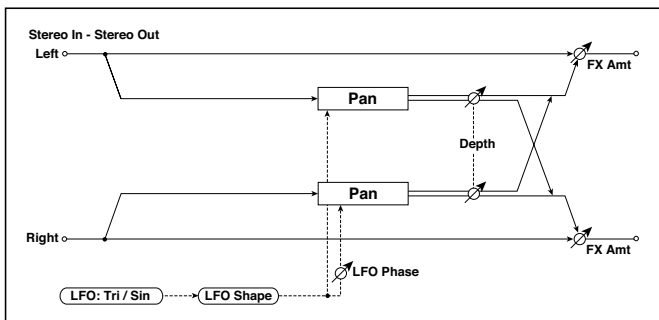 Stereo In - Stereo Out
Left
FX Amt
Pan
Depth
Pan
Right
FX Amt
LFO Phase
LFO: Tri / Sin
LFO Shape